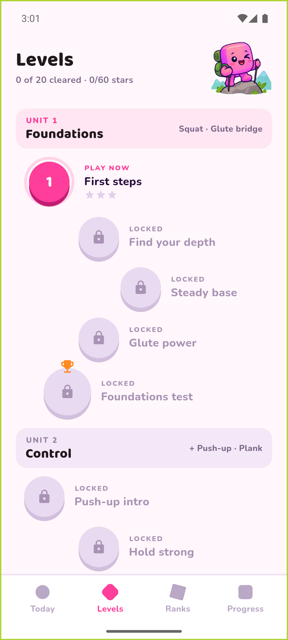 3:01
Levels
0 of 20 cleared · 0/60 stars
UNIT 1
Foundations
Squat · Glute bridge
1
PLAY NOW
First steps
LOCKED
Find your depth
LOCKED
Steady base
LOCKED
Glute power
LOCKED
Foundations test
UNIT 2
Control
+ Push-up · Plank
LOCKED
Push-up intro
LOCKED
Hold strong
Today
Levels
Ranks
Progress